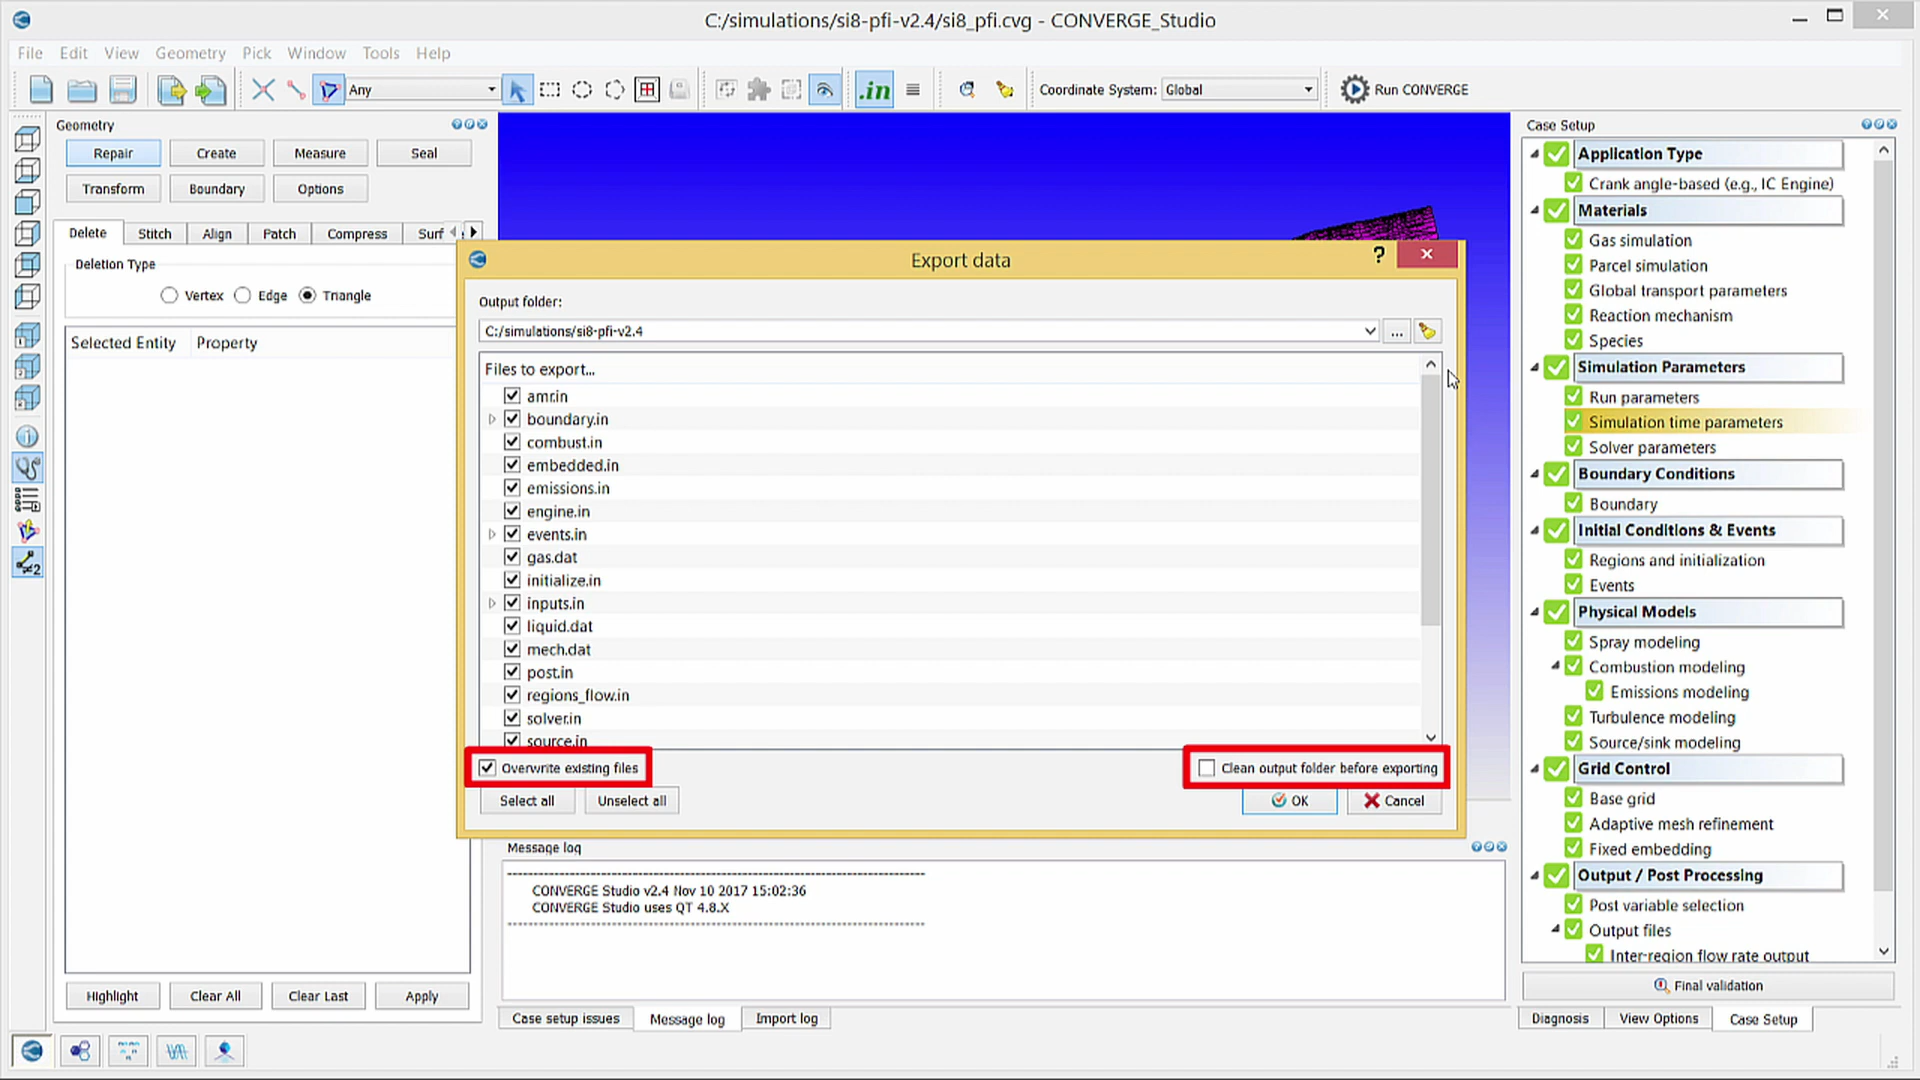 C:/simulations/si8-pfi-v2.4/si8_pfi.cvg - CONVERGE_Studio
File Edit View Geometry Pick Window Tools Help
Any
.in
Coordinate System: Global
Run CONVERGE
Geometry
Repair Create Measure Seal
Transform Boundary Options
Delete Stitch Align Patch Compress Surf
Deletion Type
Vertex Edge Triangle
Selected Entity Property
Highlight Clear All Clear Last Apply
Export data
?
Output folder:
C:/simulations/si8-pfi-v2.4
...
Files to export...
amr.in
boundary.in
combust.in
embedded.in
emissions.in
engine.in
events.in
gas.dat
initialize.in
inputs.in
liquid.dat
mech.dat
post.in
regions_flow.in
solver.in
source.in
Overwrite existing files
Clean output folder before exporting
Select all Unselect all
OK Cancel
Message log
CONVERGE Studio v2.4 Nov 10 2017 15:02:36
CONVERGE Studio uses QT 4.8.X
Case setup issues Message log Import log
Case Setup
Application Type
Crank angle-based (e.g., IC Engine)
Materials
Gas simulation
Parcel simulation
Global transport parameters
Reaction mechanism
Species
Simulation Parameters
Run parameters
Simulation time parameters
Solver parameters
Boundary Conditions
Boundary
Initial Conditions & Events
Regions and initialization
Events
Physical Models
Spray modeling
Combustion modeling
Emissions modeling
Turbulence modeling
Source/sink modeling
Grid Control
Base grid
Adaptive mesh refinement
Fixed embedding
Output / Post Processing
Post variable selection
Output files
Inter-region flow rate output
Final validation
Diagnosis View Options Case Setup